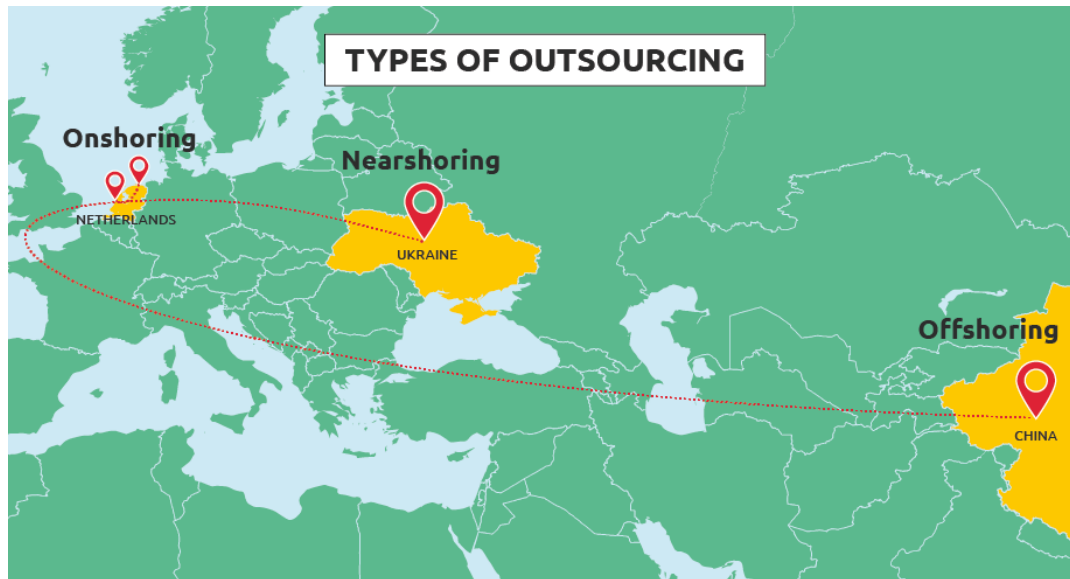 TYPES OF OUTSOURCING
Onshoring
NETHERLANDS
Nearshoring
UKRAINE
Offshoring
CHINA